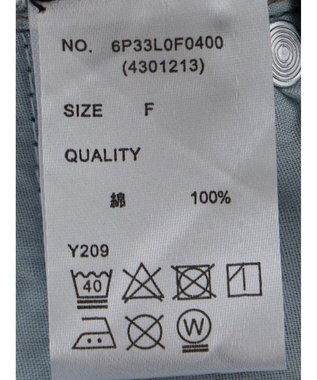 NO. 6P33L0F0400
(4301213)
SIZE F
QUALITY
綿 100%
Y209
40
W